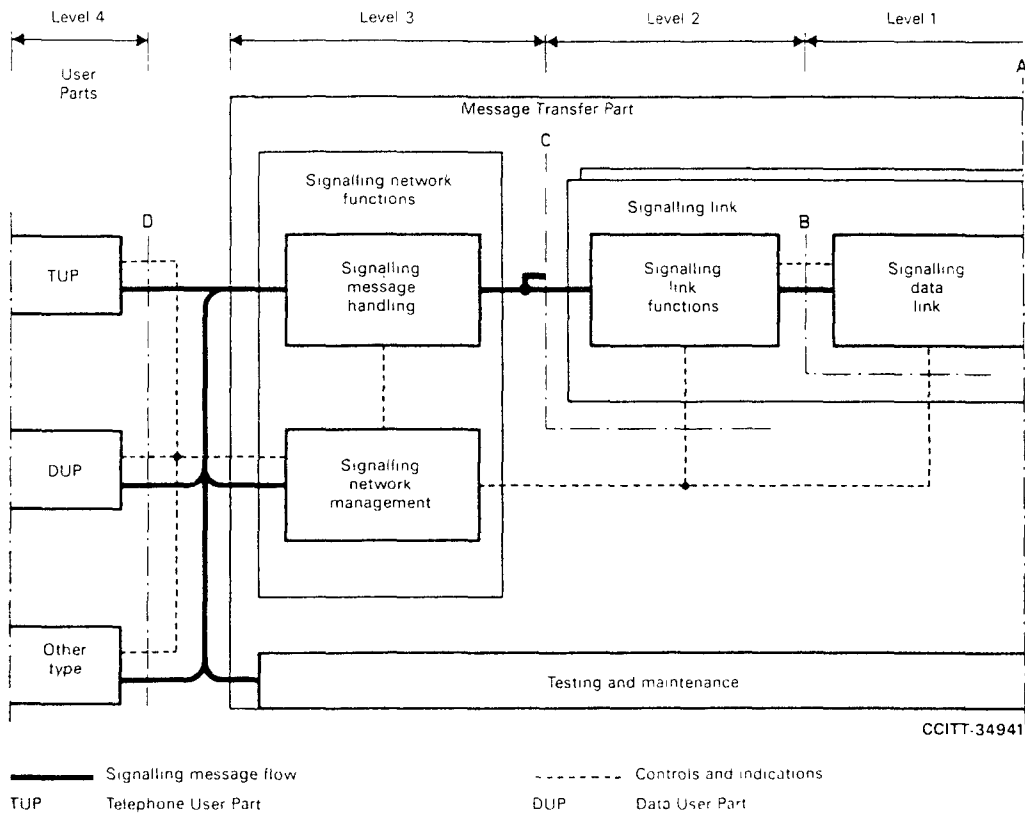 Level 4
Level 3
Level 2
Level 1
User
Parts
A
Message Transfer Part
C
Signalling network
functions
Signalling link
D
B
TUP
Signalling
message
handling
Signalling
link
functions
Signalling
data
link
DUP
Signalling
network
management
Other
type
Testing and maintenance
CCITT-34941
Signalling message flow
Controls and indications
TUP Telephone User Part
DUP Data User Part